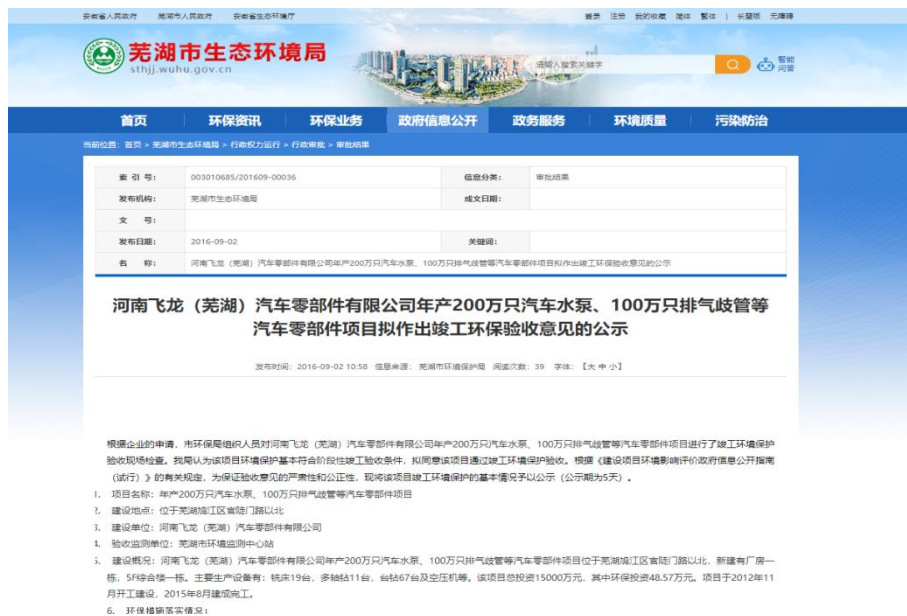 安徽省人民政府 芜湖市人民政府 安徽省生态环境厅 登录 注册 我的收藏 简体 繁体 | 长辈版 无障碍
芜湖市生态环境局
sthjj.wuhu.gov.cn
请输入搜索关键字
智能问答
首页 环保资讯 环保业务 政府信息公开 政务服务 环境质量 污染防治
当前位置：首页 > 芜湖市生态环境局 > 行政权力运行 > 行政审批 > 审批结果
索 引 号： 003010685/201609-00036 信息分类： 审批结果
发布机构： 芜湖市生态环境局 成文日期：
文 号：
发布日期： 2016-09-02 关键词：
名 称： 河南飞龙（芜湖）汽车零部件有限公司年产200万只汽车水泵、100万只排气歧管等汽车零部件项目拟作出竣工环保验收意见的公示
河南飞龙（芜湖）汽车零部件有限公司年产200万只汽车水泵、100万只排气歧管等
汽车零部件项目拟作出竣工环保验收意见的公示
发布时间：2016-09-02 10:58 信息来源：芜湖市环境保护局 阅读次数：39 字体：【大 中 小】
根据企业的申请，市环保局组织人员对河南飞龙（芜湖）汽车零部件有限公司年产200万只汽车水泵、100万只排气歧管等汽车零部件项目进行了竣工环境保护
验收现场检查。我局认为该项目环境保护基本符合阶段性竣工验收条件，拟同意该项目通过竣工环境保护验收。根据《建设项目环境影响评价政府信息公开指南
（试行）》的有关规定，为保证验收意见的严肃性和公正性，现将该项目竣工环境保护的基本情况予以公示（公示期为5天）。
1. 项目名称：年产200万只汽车水泵、100万只排气歧管等汽车零部件项目
2. 建设地点：位于芜湖鸠江区官陡门路以北
3. 建设单位：河南飞龙（芜湖）汽车零部件有限公司
4. 验收监测单位：芜湖市环境监测中心站
5. 建设概况：河南飞龙（芜湖）汽车零部件有限公司年产200万只汽车水泵、100万只排气歧管等汽车零部件项目位于芜湖鸠江区官陡门路以北，新建有厂房一
栋，5F综合楼一栋。主要生产设备有：铣床19台，多轴钻11台，台钻67台及空压机等。该项目总投资15000万元，其中环保投资48.57万元。项目于2012年11
月开工建设，2015年8月建成完工。
6. 环保措施落实情况：